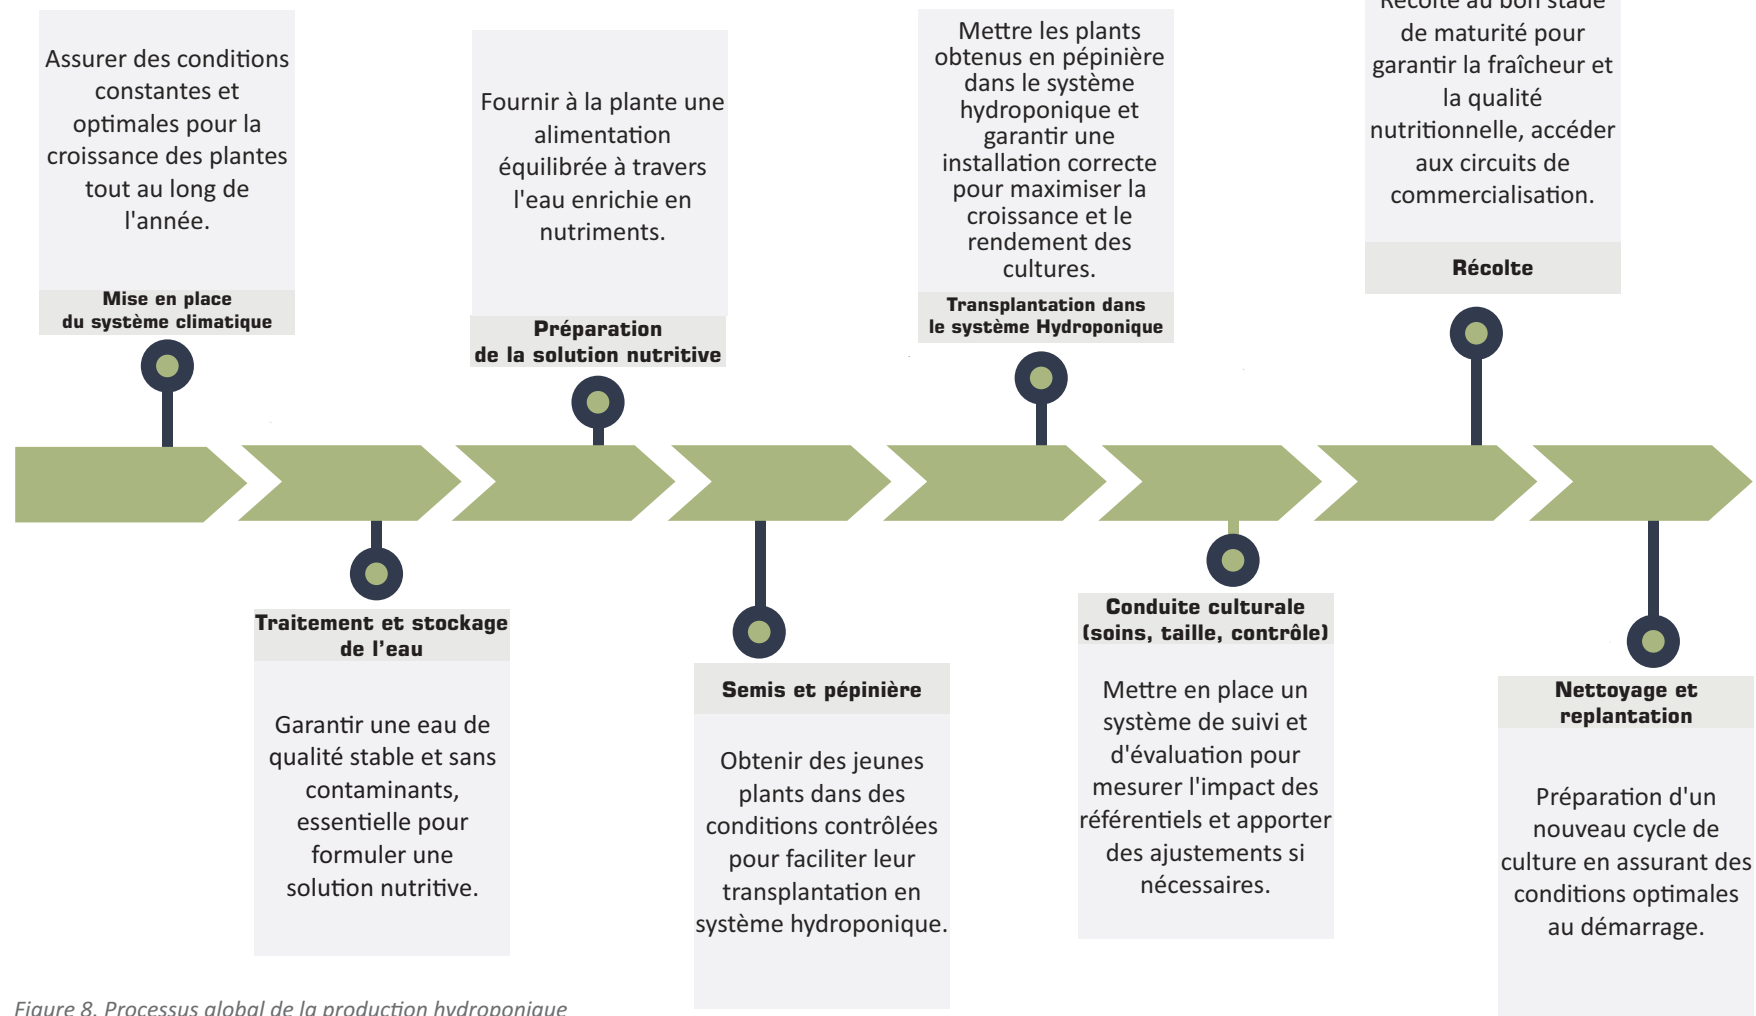 Assurer des conditions
constantes et
optimales pour la
croissance des plantes
tout au long de
l'année.
Mise en place
du système climatique
Traitement et stockage
de l'eau
Garantir une eau de
qualité stable et sans
contaminants,
essentielle pour
formuler une
solution nutritive.
Fournir à la plante une
alimentation
équilibrée à travers
l'eau enrichie en
nutriments.
Préparation
de la solution nutritive
Semis et pépinière
Obtenir des jeunes
plants dans des
conditions contrôlées
pour faciliter leur
transplantation en
système hydroponique.
Mettre les plants
obtenus en pépinière
dans le système
hydroponique et
garantir une
installation correcte
pour maximiser la
croissance et le
rendement des
cultures.
Transplantation dans
le système Hydroponique
Conduite culturale
(soins, taille, contrôle)
Mettre en place un
système de suivi et
d'évaluation pour
mesurer l'impact des
référentiels et apporter
des ajustements si
nécessaires.
Récolte au bon stade
de maturité pour
garantir la fraîcheur et
la qualité
nutritionnelle, accéder
aux circuits de
commercialisation.
Récolte
Nettoyage et
replantation
Préparation d'un
nouveau cycle de
culture en assurant des
conditions optimales
au démarrage.
Figure 8. Processus global de la production hydroponique